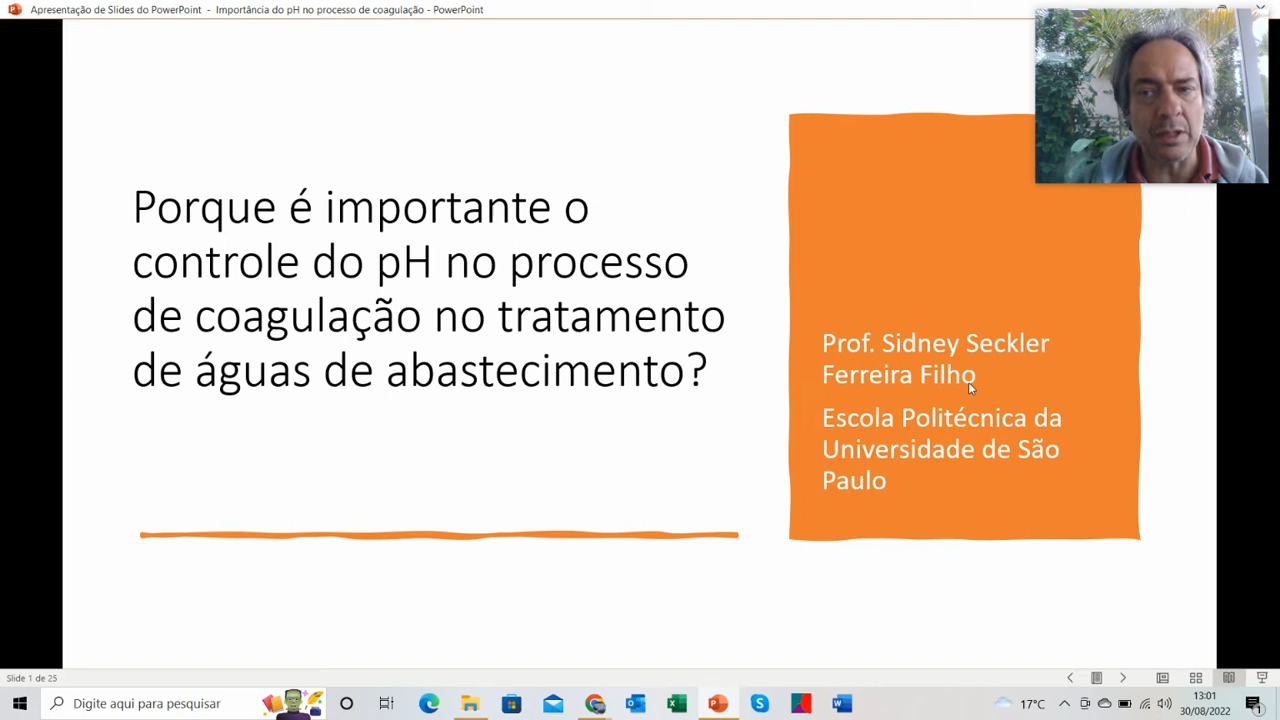 Apresentação de Slides do PowerPoint - Importância do pH no processo de coagulação - PowerPoint
Porque é importante o
controle do pH no processo
de coagulação no tratamento
de águas de abastecimento?
Prof. Sidney Seckler
Ferreira Filho
Escola Politécnica da
Universidade de São
Paulo
Slide 1 de 25
Digite aqui para pesquisar
17°C
13:01
30/08/2022
1